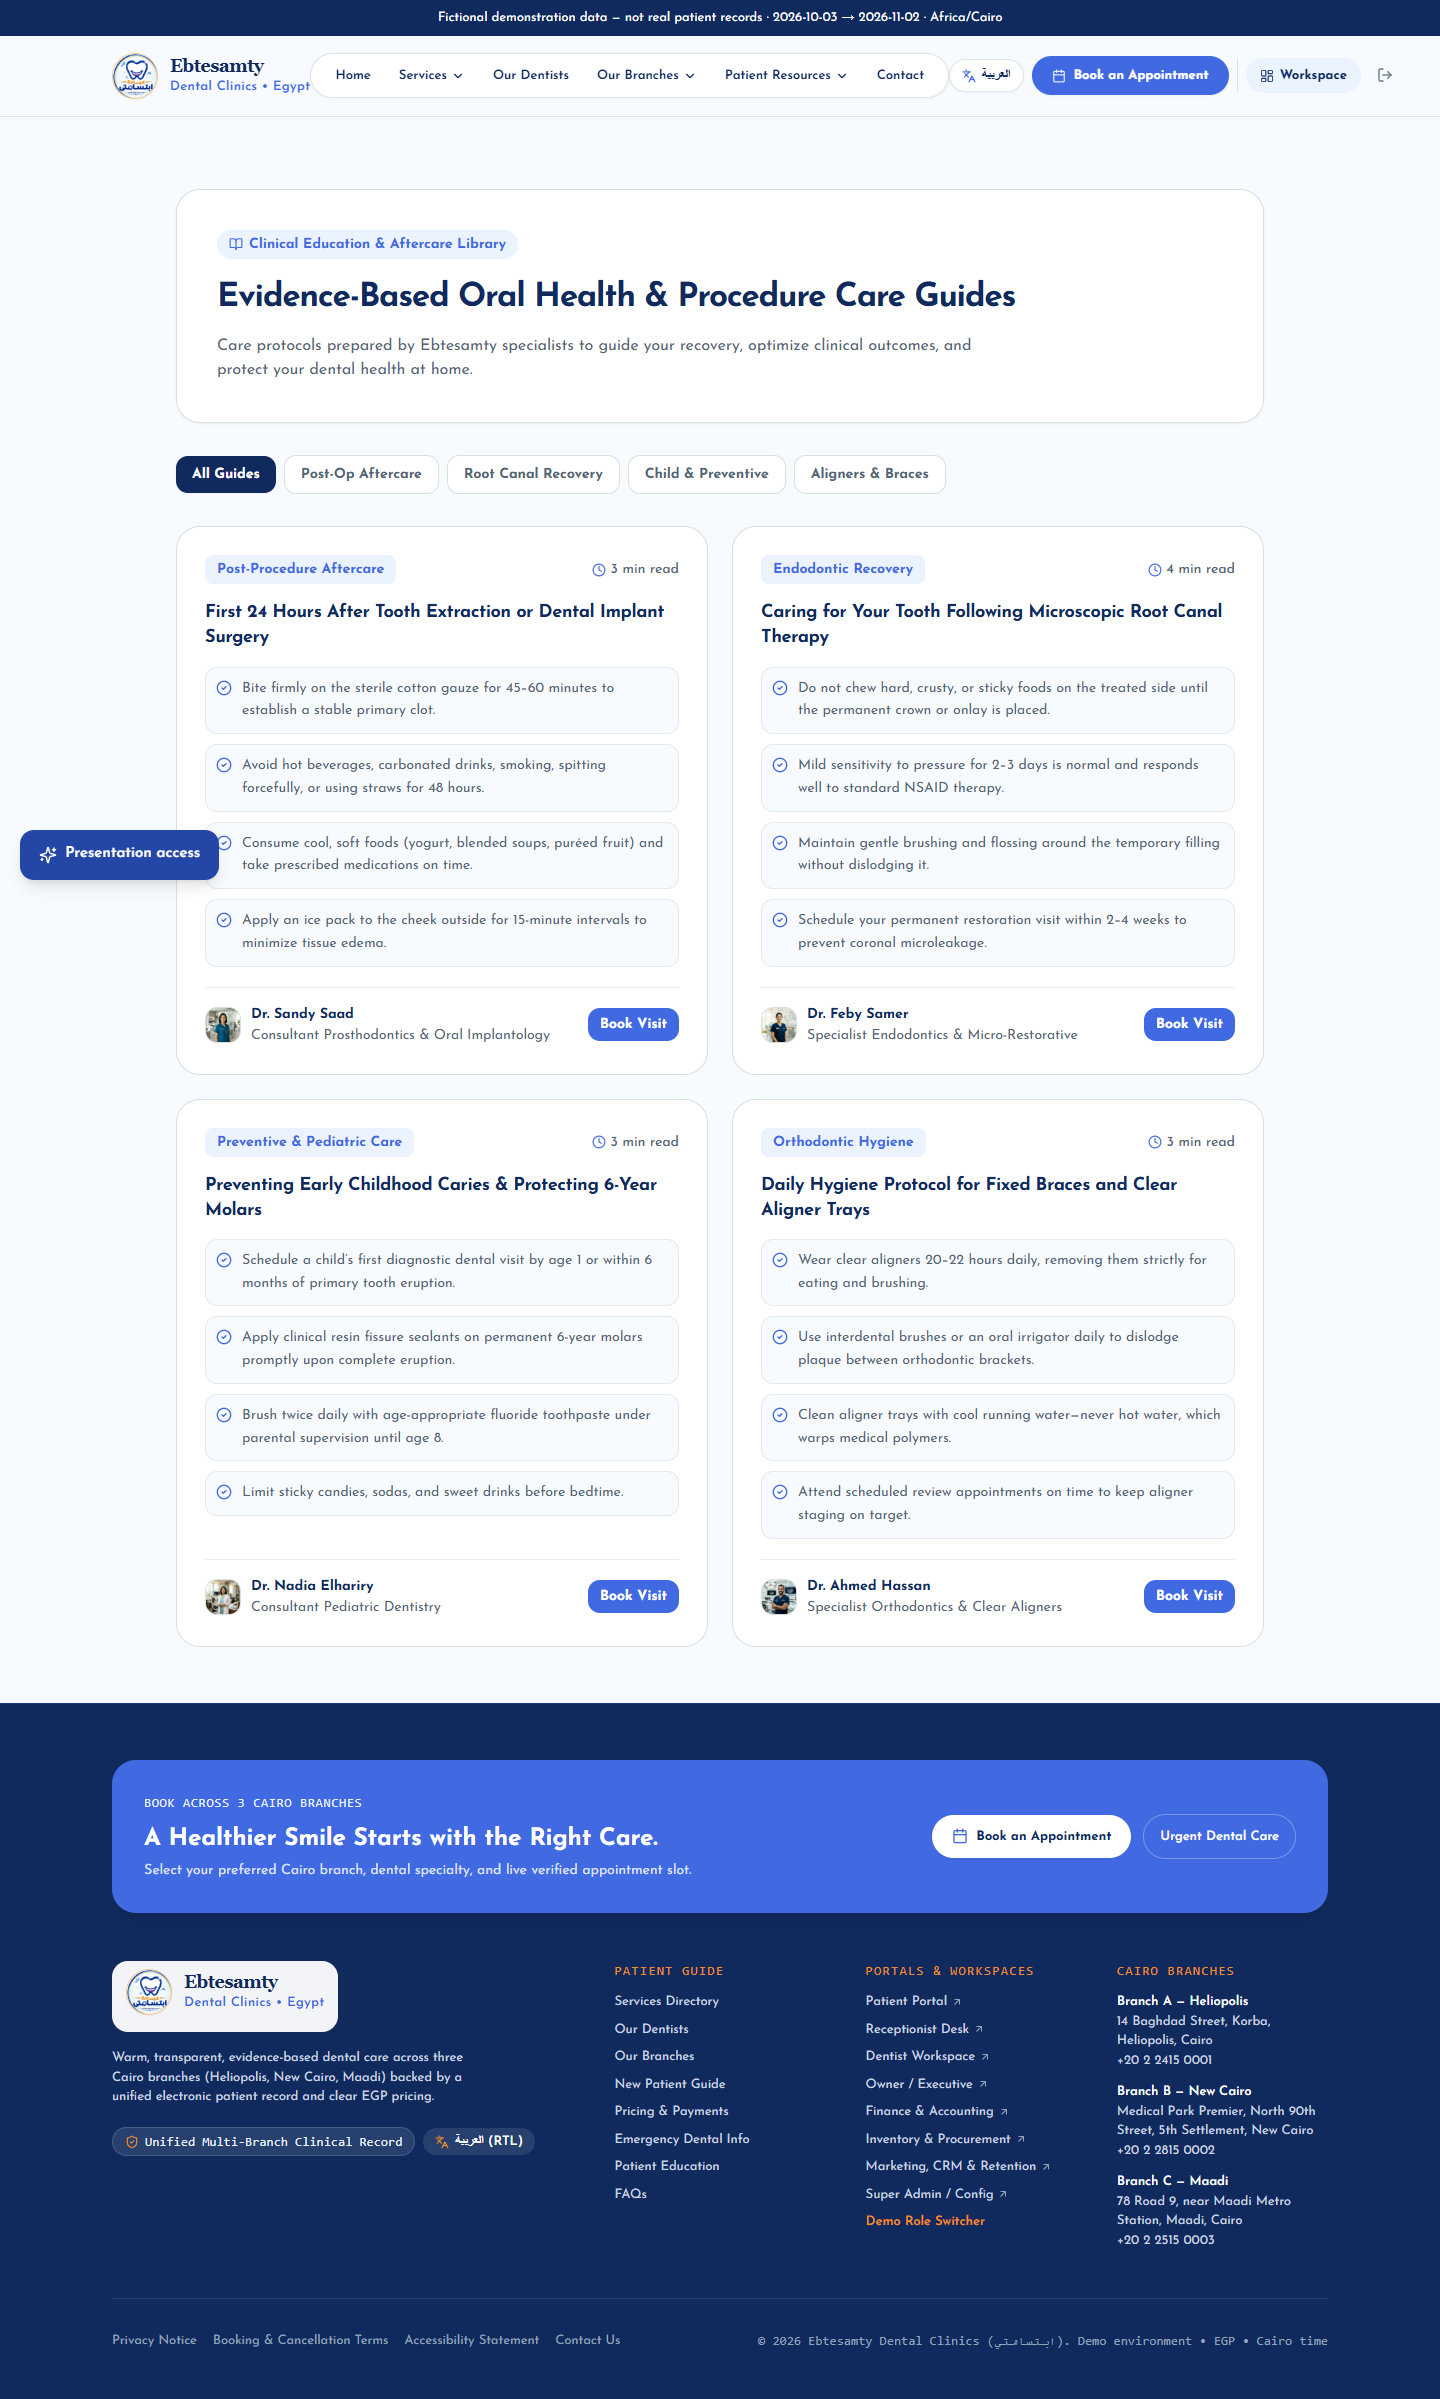 Fictional demonstration data — not real patient records · 2026-10-03 → 2026-11-02 · Africa/Cairo
Ebtesamty
Dental Clinics • Egypt
Home
Services
Our Dentists
Our Branches
Patient Resources
Contact
العربية
Book an Appointment
Workspace
Clinical Education & Aftercare Library
Evidence-Based Oral Health & Procedure Care Guides
Care protocols prepared by Ebtesamty specialists to guide your recovery, optimize clinical outcomes, and
protect your dental health at home.
All Guides
Post-Op Aftercare
Root Canal Recovery
Child & Preventive
Aligners & Braces
Post-Procedure Aftercare
3 min read
First 24 Hours After Tooth Extraction or Dental Implant
Surgery
Bite firmly on the sterile cotton gauze for 45–60 minutes to
establish a stable primary clot.
Avoid hot beverages, carbonated drinks, smoking, spitting
forcefully, or using straws for 48 hours.
Consume cool, soft foods (yogurt, blended soups, puréed fruit) and
take prescribed medications on time.
Apply an ice pack to the cheek outside for 15-minute intervals to
minimize tissue edema.
Dr. Sandy Saad
Consultant Prosthodontics & Oral Implantology
Book Visit
Endodontic Recovery
4 min read
Caring for Your Tooth Following Microscopic Root Canal
Therapy
Do not chew hard, crusty, or sticky foods on the treated side until
the permanent crown or onlay is placed.
Mild sensitivity to pressure for 2–3 days is normal and responds
well to standard NSAID therapy.
Maintain gentle brushing and flossing around the temporary filling
without dislodging it.
Schedule your permanent restoration visit within 2–4 weeks to
prevent coronal microleakage.
Dr. Feby Samer
Specialist Endodontics & Micro-Restorative
Book Visit
Presentation access
Preventive & Pediatric Care
3 min read
Preventing Early Childhood Caries & Protecting 6-Year
Molars
Schedule a child's first diagnostic dental visit by age 1 or within 6
months of primary tooth eruption.
Apply clinical resin fissure sealants on permanent 6-year molars
promptly upon complete eruption.
Brush twice daily with age-appropriate fluoride toothpaste under
parental supervision until age 8.
Limit sticky candies, sodas, and sweet drinks before bedtime.
Dr. Nadia Elhariry
Consultant Pediatric Dentistry
Book Visit
Orthodontic Hygiene
3 min read
Daily Hygiene Protocol for Fixed Braces and Clear
Aligner Trays
Wear clear aligners 20–22 hours daily, removing them strictly for
eating and brushing.
Use interdental brushes or an oral irrigator daily to dislodge
plaque between orthodontic brackets.
Clean aligner trays with cool running water—never hot water, which
warps medical polymers.
Attend scheduled review appointments on time to keep aligner
staging on target.
Dr. Ahmed Hassan
Specialist Orthodontics & Clear Aligners
Book Visit
BOOK ACROSS 3 CAIRO BRANCHES
A Healthier Smile Starts with the Right Care.
Select your preferred Cairo branch, dental specialty, and live verified appointment slot.
Book an Appointment
Urgent Dental Care
Ebtesamty
Dental Clinics • Egypt
Warm, transparent, evidence-based dental care across three
Cairo branches (Heliopolis, New Cairo, Maadi) backed by a
unified electronic patient record and clear EGP pricing.
Unified Multi-Branch Clinical Record
العربية (RTL)
PATIENT GUIDE
Services Directory
Our Dentists
Our Branches
New Patient Guide
Pricing & Payments
Emergency Dental Info
Patient Education
FAQs
PORTALS & WORKSPACES
Patient Portal
Receptionist Desk
Dentist Workspace
Owner / Executive
Finance & Accounting
Inventory & Procurement
Marketing, CRM & Retention
Super Admin / Config
Demo Role Switcher
CAIRO BRANCHES
Branch A — Heliopolis
14 Baghdad Street, Korba,
Heliopolis, Cairo
+20 2 2415 0001
Branch B — New Cairo
Medical Park Premier, North 90th
Street, 5th Settlement, New Cairo
+20 2 2815 0002
Branch C — Maadi
78 Road 9, near Maadi Metro
Station, Maadi, Cairo
+20 2 2515 0003
Privacy Notice
Booking & Cancellation Terms
Accessibility Statement
Contact Us
© 2026 Ebtesamty Dental Clinics (ابتسامتي). Demo environment • EGP • Cairo time